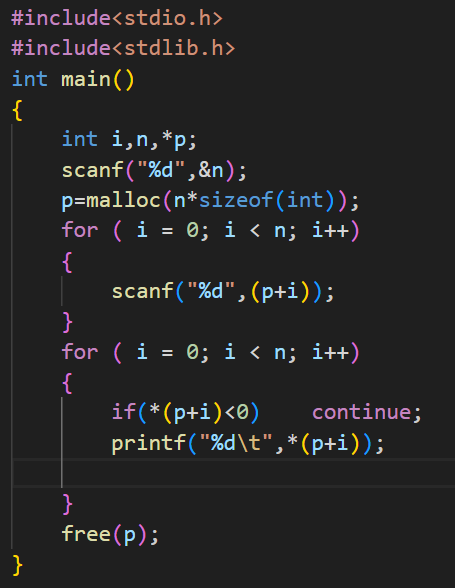 #include<stdio.h>
#include<stdlib.h>
int main()
{
    int i,n,*p;
    scanf("%d",&n);
    p=malloc(n*sizeof(int));
    for ( i = 0; i < n; i++)
    {
        scanf("%d",(p+i));
    }
    for ( i = 0; i < n; i++)
    {
        if(*(p+i)<0)    continue;
        printf("%d\t",*(p+i));

    }
    free(p);
}